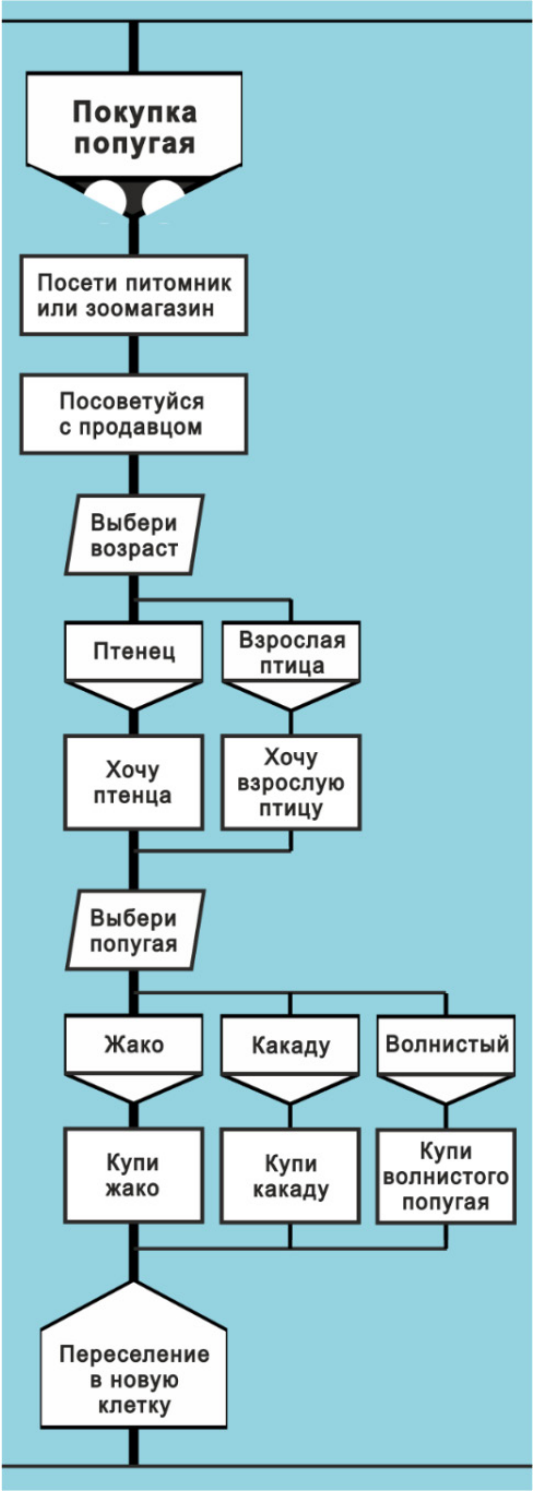 Покупка
попугая
Посети питомник
или зоомагазин
Посоветуйся
с продавцом
Выбери
возраст
Птенец
Взрослая
птица
Хочу
птенца
Хочу
взрослую
птицу
Выбери
попугая
Жако
Какаду
Волнистый
Купи
жако
Купи
какаду
Купи
волнистого
попугая
Переселение
в новую
клетку